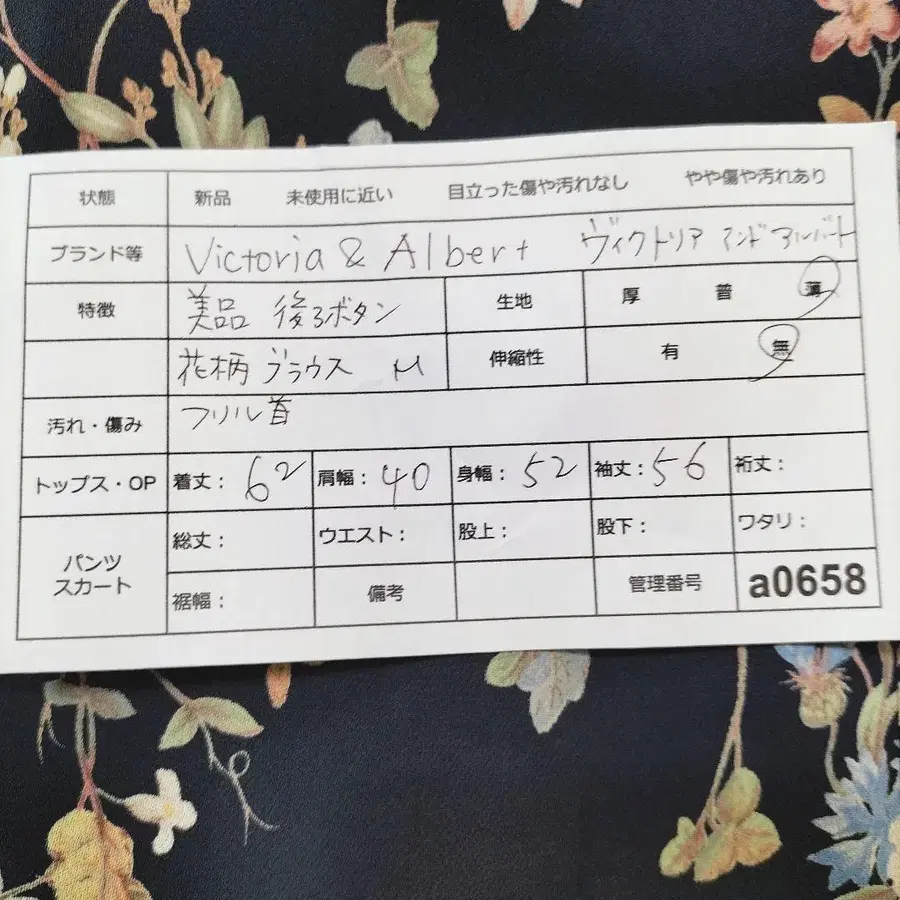 状態 新品 未使用に近い 目立った傷や汚れなし やや傷や汚れあり
ブランド等 Victoria & Albert ヴィクトリア アンド アルバート
特徴 美品 後ろボタン 生地 厚 普 薄
花柄 ブラウス M 伸縮性 有 無
汚れ・傷み フリル首
トップス・OP 着丈：62 肩幅：40 身幅：52 袖丈：56 裄丈：
パンツ スカート 総丈： ウエスト： 股上： 股下： ワタリ：
裾幅： 備考 管理番号 a0658